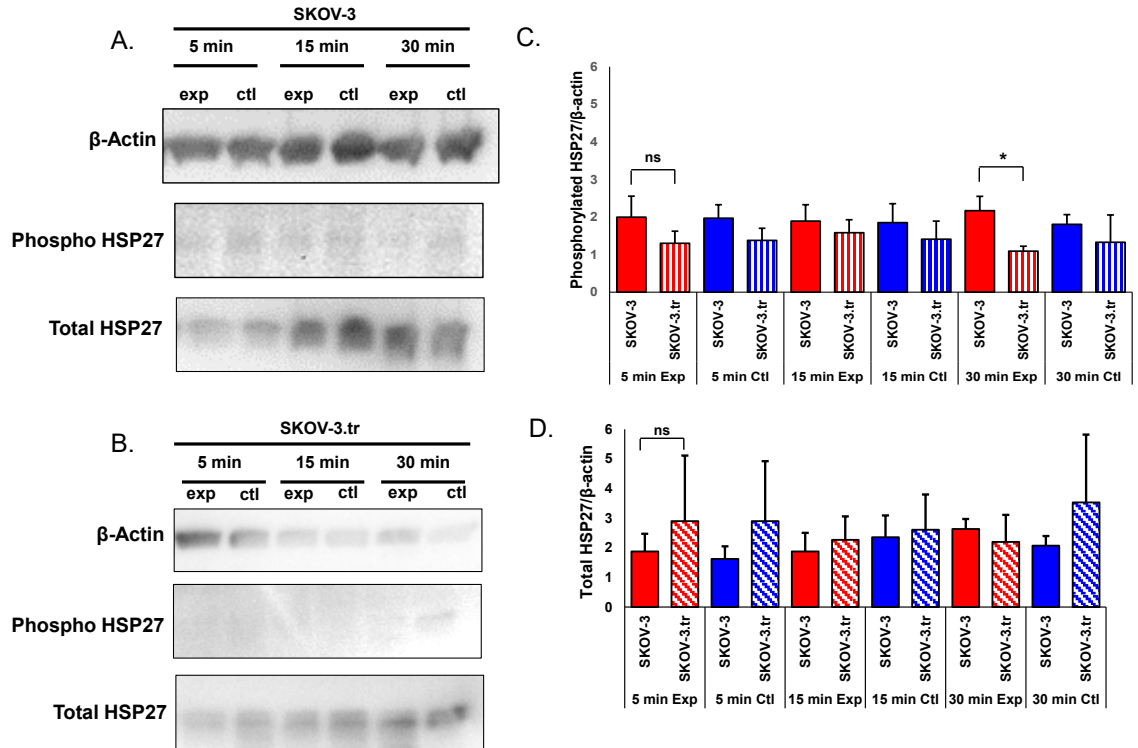 A.
SKOV-3
5 min 15 min 30 min
exp ctl exp ctl exp ctl
β-Actin
Phospho HSP27
Total HSP27
B.
SKOV-3.tr
5 min 15 min 30 min
exp ctl exp ctl exp ctl
β-Actin
Phospho HSP27
Total HSP27
C.
Phosphorylated HSP27/β-actin
6
5
4
3
2
1
0
ns
*
SKOV-3 SKOV-3.tr SKOV-3 SKOV-3.tr SKOV-3 SKOV-3.tr SKOV-3 SKOV-3.tr SKOV-3 SKOV-3.tr SKOV-3 SKOV-3.tr
5 min Exp 5 min Ctl 15 min Exp 15 min Ctl 30 min Exp 30 min Ctl
D.
Total HSP27/β-actin
6
5
4
3
2
1
0
ns
SKOV-3 SKOV-3.tr SKOV-3 SKOV-3.tr SKOV-3 SKOV-3.tr SKOV-3 SKOV-3.tr SKOV-3 SKOV-3.tr SKOV-3 SKOV-3.tr
5 min Exp 5 min Ctl 15 min Exp 15 min Ctl 30 min Exp 30 min Ctl